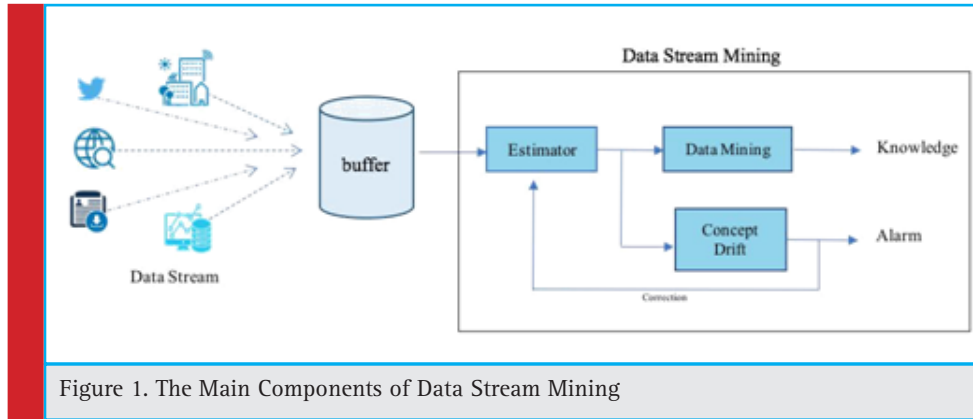 Data Stream Mining
buffer
Estimator
Data Mining
Knowledge
Concept
Drift
Alarm
Correction
Data Stream
Figure 1. The Main Components of Data Stream Mining